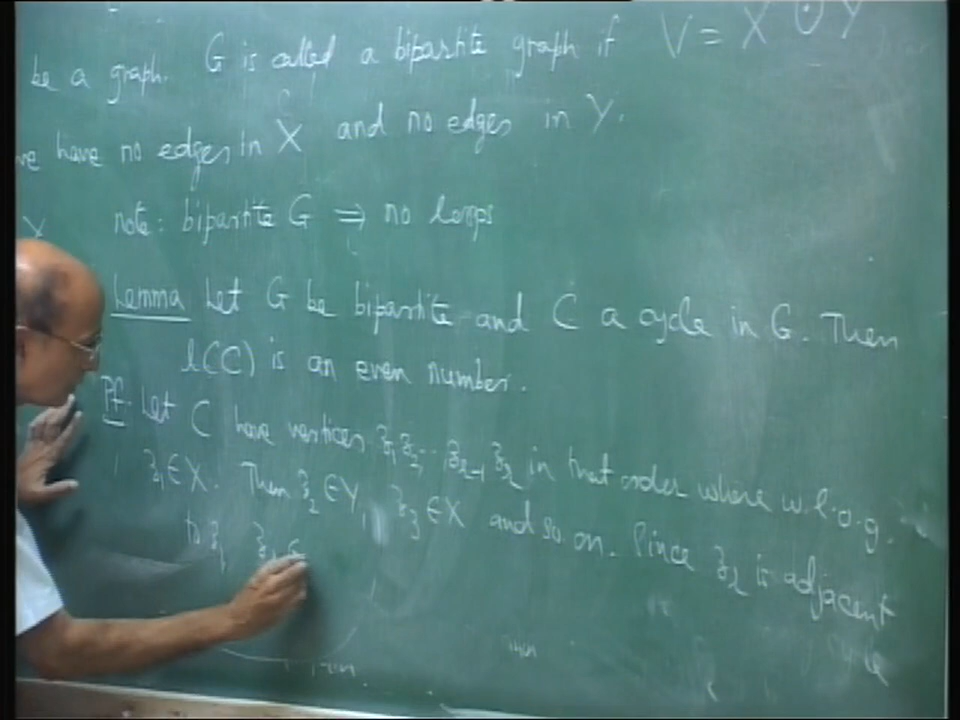 be a graph. G is called a bipartite graph if V = X ⊍ Y
we have no edges in X and no edges in Y.
X
note: bipartite G ⇒ no loops
Lemma Let G be bipartite and C a cycle in G. Then
l(C) is an even number.
Pf. Let C have vertices z₁, z₂, ..., z_{l-1}, z_l in that order where w.l.o.g.
z₁ ∈ X. Then z₂ ∈ Y, z₃ ∈ X and so on. Since z_l is adjacent
to z₁, z_l ∈